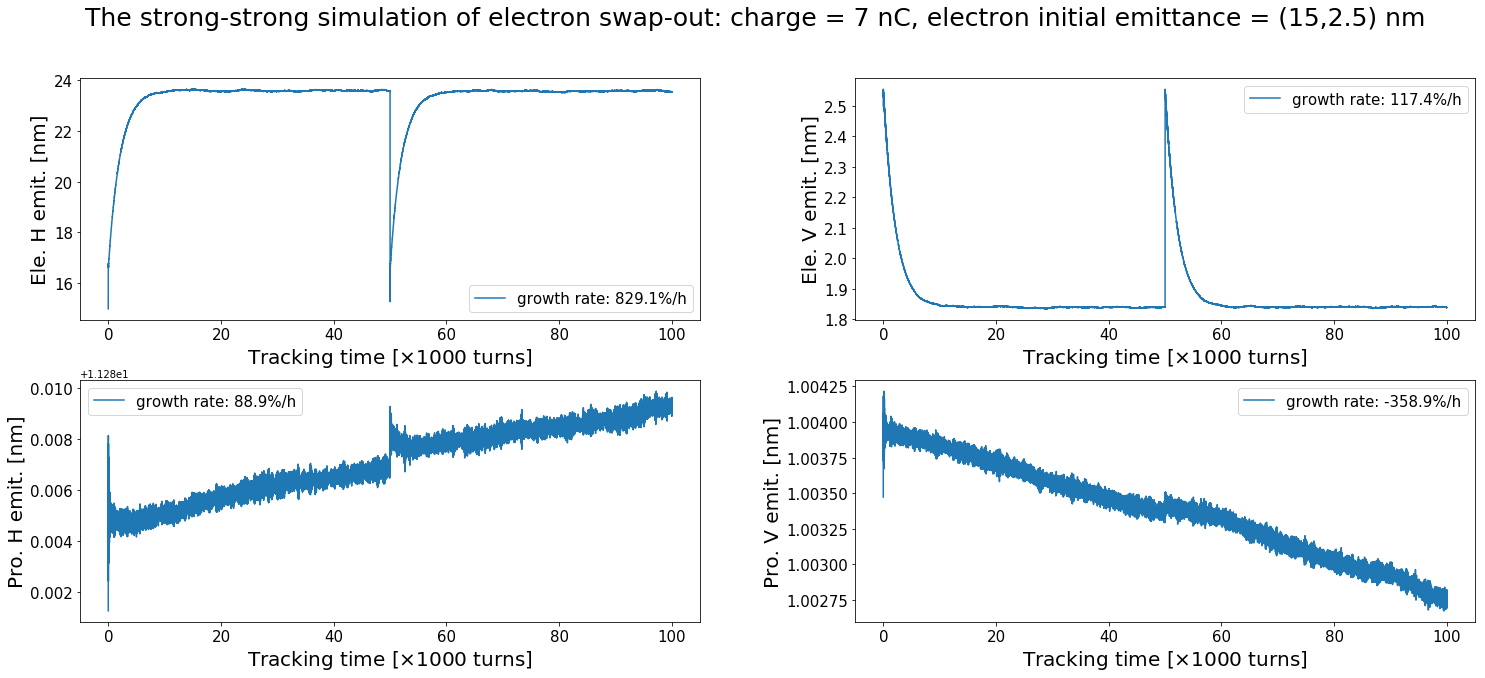 The strong-strong simulation of electron swap-out: charge = 7 nC, electron initial emittance = (15,2.5) nm
24
22
20
18
16
Ele. H emit. [nm]
growth rate: 829.1%/h
0 20 40 60 80 100
Tracking time [×1000 turns]
2.5
2.4
2.3
2.2
2.1
2.0
1.9
1.8
Ele. V emit. [nm]
growth rate: 117.4%/h
0 20 40 60 80 100
Tracking time [×1000 turns]
+1.128e1
0.010
0.008
0.006
0.004
0.002
Pro. H emit. [nm]
growth rate: 88.9%/h
0 20 40 60 80 100
Tracking time [×1000 turns]
1.00425
1.00400
1.00375
1.00350
1.00325
1.00300
1.00275
Pro. V emit. [nm]
growth rate: -358.9%/h
0 20 40 60 80 100
Tracking time [×1000 turns]